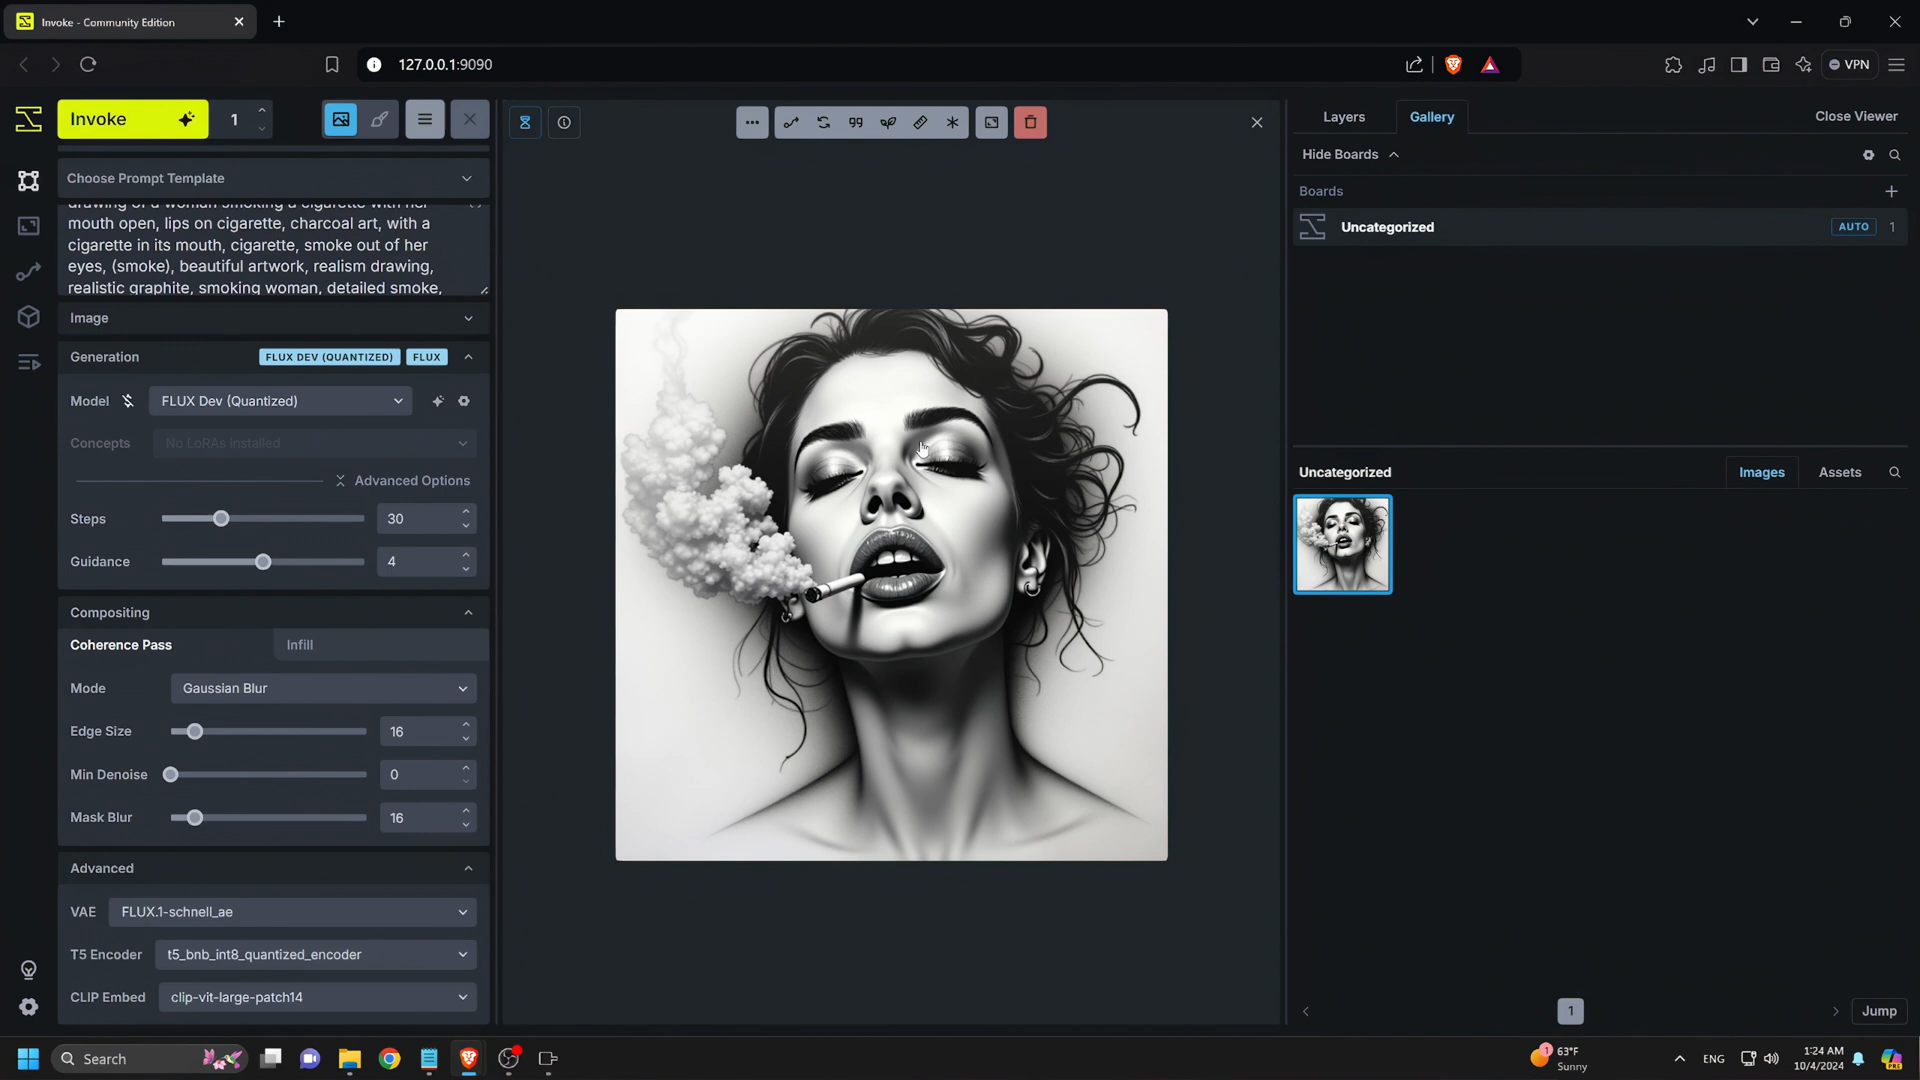 Invoke - Community Edition
127.0.0.1:9090
VPN
Invoke
1
Layers
Gallery
Close Viewer
Choose Prompt Template
mouth open, lips on cigarette, charcoal art, with a
cigarette in its mouth, cigarette, smoke out of her
eyes, (smoke), beautiful artwork, realism drawing,
realistic graphite, smoking woman, detailed smoke,
Image
Generation
FLUX DEV (QUANTIZED)
FLUX
Model
FLUX Dev (Quantized)
Concepts
No LoRAs Installed
Advanced Options
Steps
30
Guidance
4
Compositing
Coherence Pass
Infill
Mode
Gaussian Blur
Edge Size
16
Min Denoise
0
Mask Blur
16
Advanced
VAE
FLUX.1-schnell_ae
T5 Encoder
t5_bnb_int8_quantized_encoder
CLIP Embed
clip-vit-large-patch14
Hide Boards
Boards
Uncategorized
AUTO
1
Uncategorized
Images
Assets
1
Jump
Search
1
63°F
Sunny
ENG
1:24 AM
10/4/2024